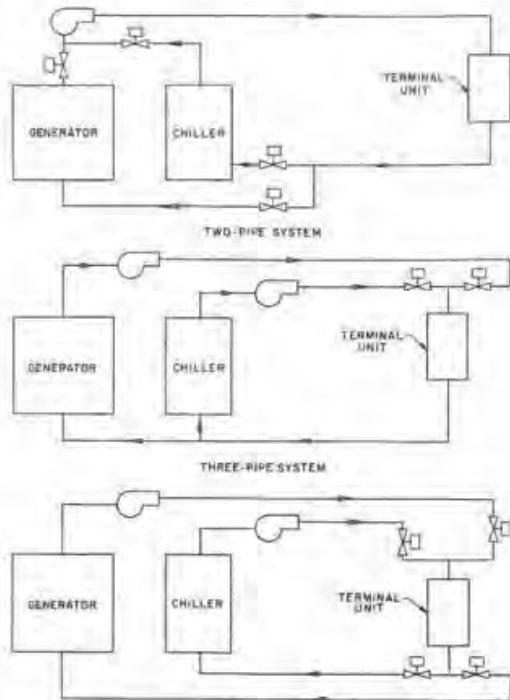 TERMINAL
UNIT
GENERATOR
CHILLER
TWO-PIPE SYSTEM
TERMINAL
UNIT
GENERATOR
CHILLER
THREE-PIPE SYSTEM
TERMINAL
UNIT
GENERATOR
CHILLER